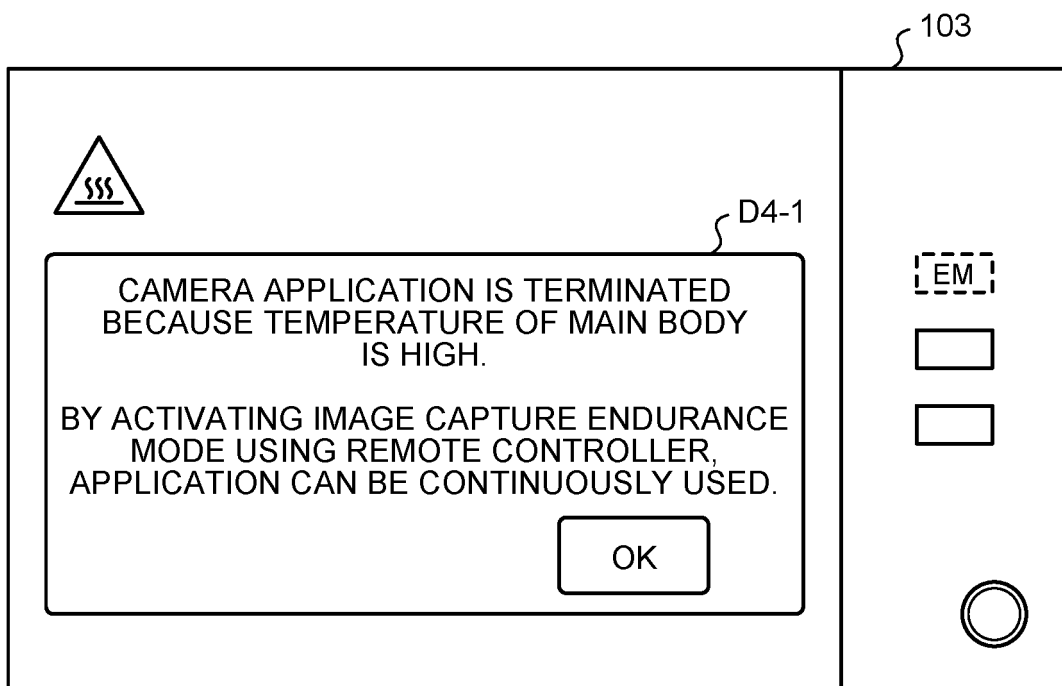 103
D4-1
CAMERA APPLICATION IS TERMINATED
BECAUSE TEMPERATURE OF MAIN BODY
IS HIGH.
BY ACTIVATING IMAGE CAPTURE ENDURANCE
MODE USING REMOTE CONTROLLER,
APPLICATION CAN BE CONTINUOUSLY USED.
OK
EM